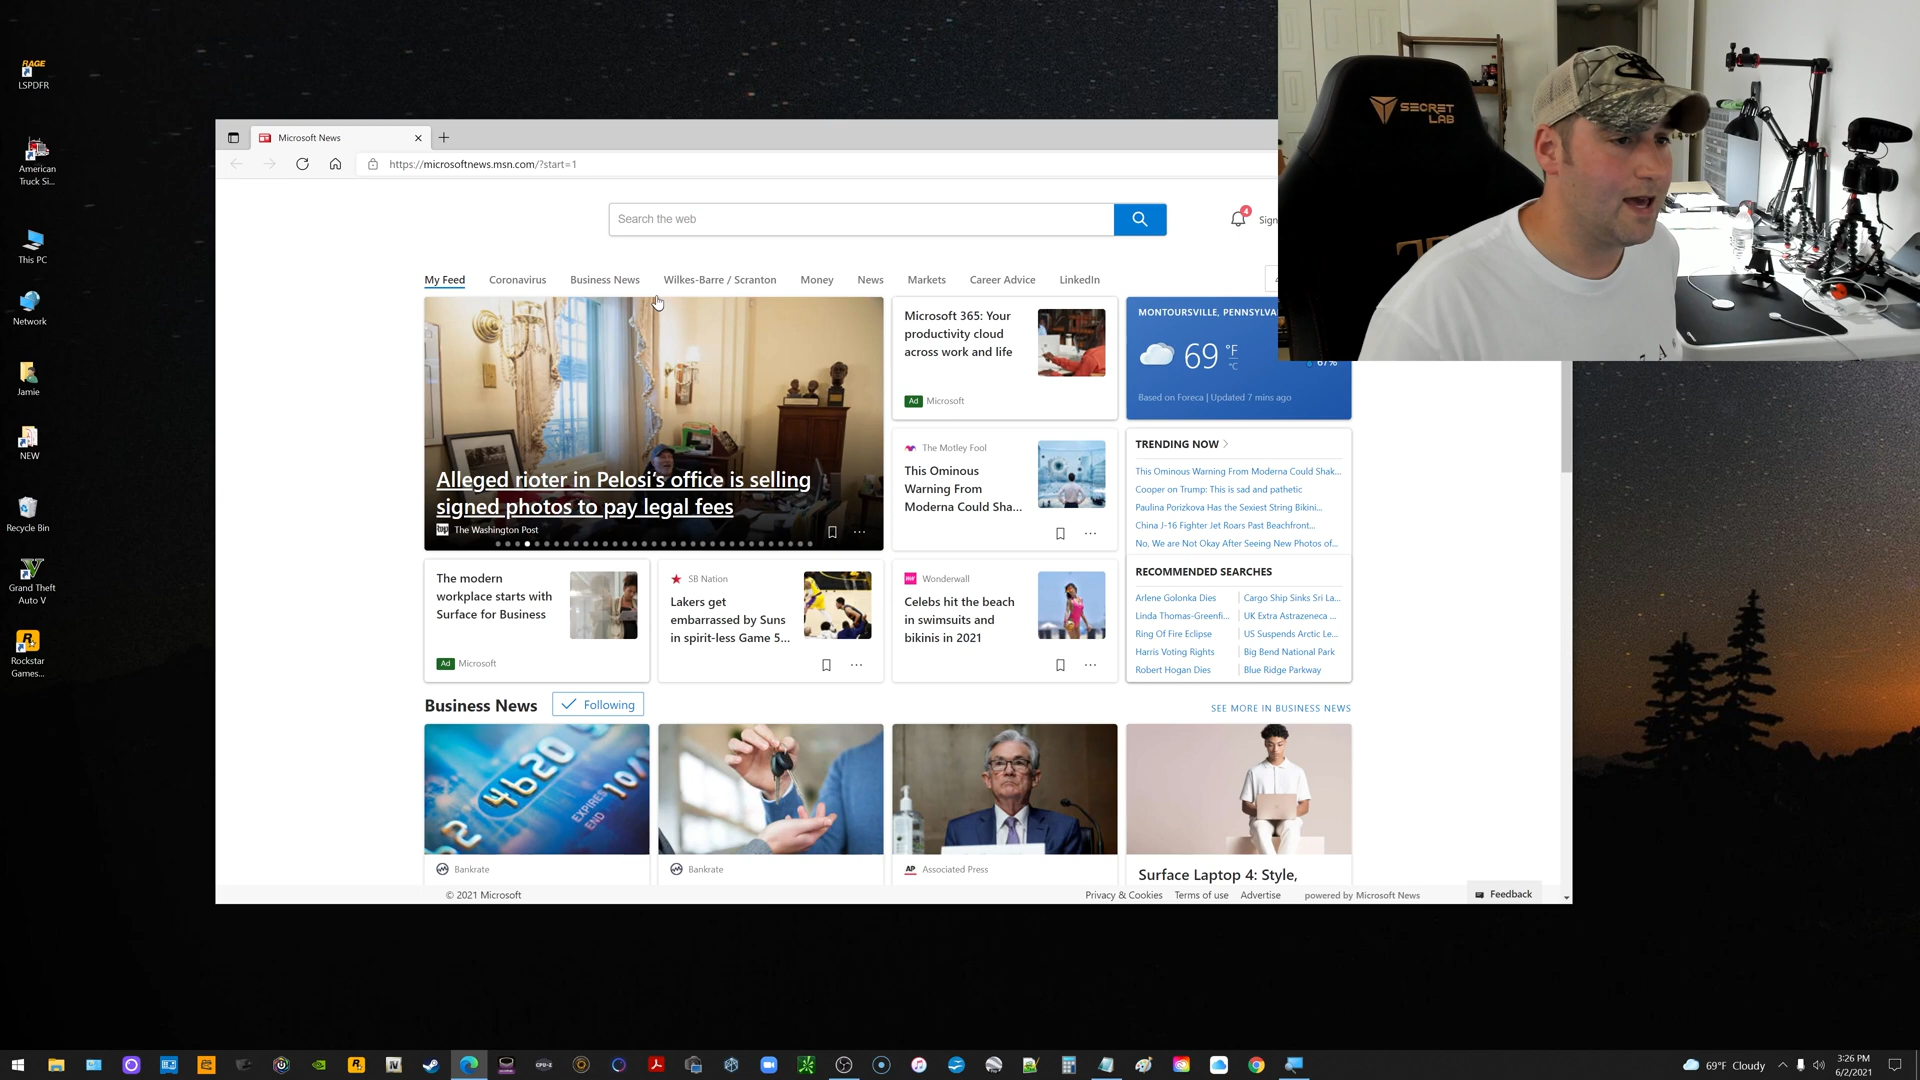 RAGE
LSPDFR
American
Truck Si...
This PC
Network
Jamie
NEW
Recycle Bin
Grand Theft
Auto V
Rockstar
Games...
Microsoft News
https://microsoftnews.msn.com/?start=1
Search the web
4
Sign
SECRET
LAB
My Feed
Coronavirus
Business News
Wilkes-Barre / Scranton
Money
News
Markets
Career Advice
LinkedIn
Alleged rioter in Pelosi's office is selling
signed photos to pay legal fees
The Washington Post
Microsoft 365: Your
productivity cloud
across work and life
Ad Microsoft
MONTOURSVILLE, PENNSYLVA
69 °F
°C
67%
Based on Foreca | Updated 7 mins ago
The Motley Fool
This Ominous
Warning From
Moderna Could Sha...
TRENDING NOW
This Ominous Warning From Moderna Could Shak...
Cooper on Trump: This is sad and pathetic
Paulina Porizkova Has the Sexiest String Bikini...
China J-16 Fighter Jet Roars Past Beachfront...
No, We are Not Okay After Seeing New Photos of...
The modern
workplace starts with
Surface for Business
Ad Microsoft
SB Nation
Lakers get
embarrassed by Suns
in spirit-less Game 5...
Wonderwall
Celebs hit the beach
in swimsuits and
bikinis in 2021
RECOMMENDED SEARCHES
Arlene Golonka Dies
Cargo Ship Sinks Sri La...
Linda Thomas-Greenfi...
UK Extra Astrazeneca ...
Ring Of Fire Eclipse
US Suspends Arctic Le...
Harris Voting Rights
Big Bend National Park
Robert Hogan Dies
Blue Ridge Parkway
Business News
Following
SEE MORE IN BUSINESS NEWS
4620
EXPIRES
END
10/
Bankrate
Bankrate
AP Associated Press
Surface Laptop 4: Style,
© 2021 Microsoft
Privacy & Cookies
Terms of use
Advertise
powered by Microsoft News
Feedback
CPU-Z
69°F Cloudy
3:26 PM
6/2/2021